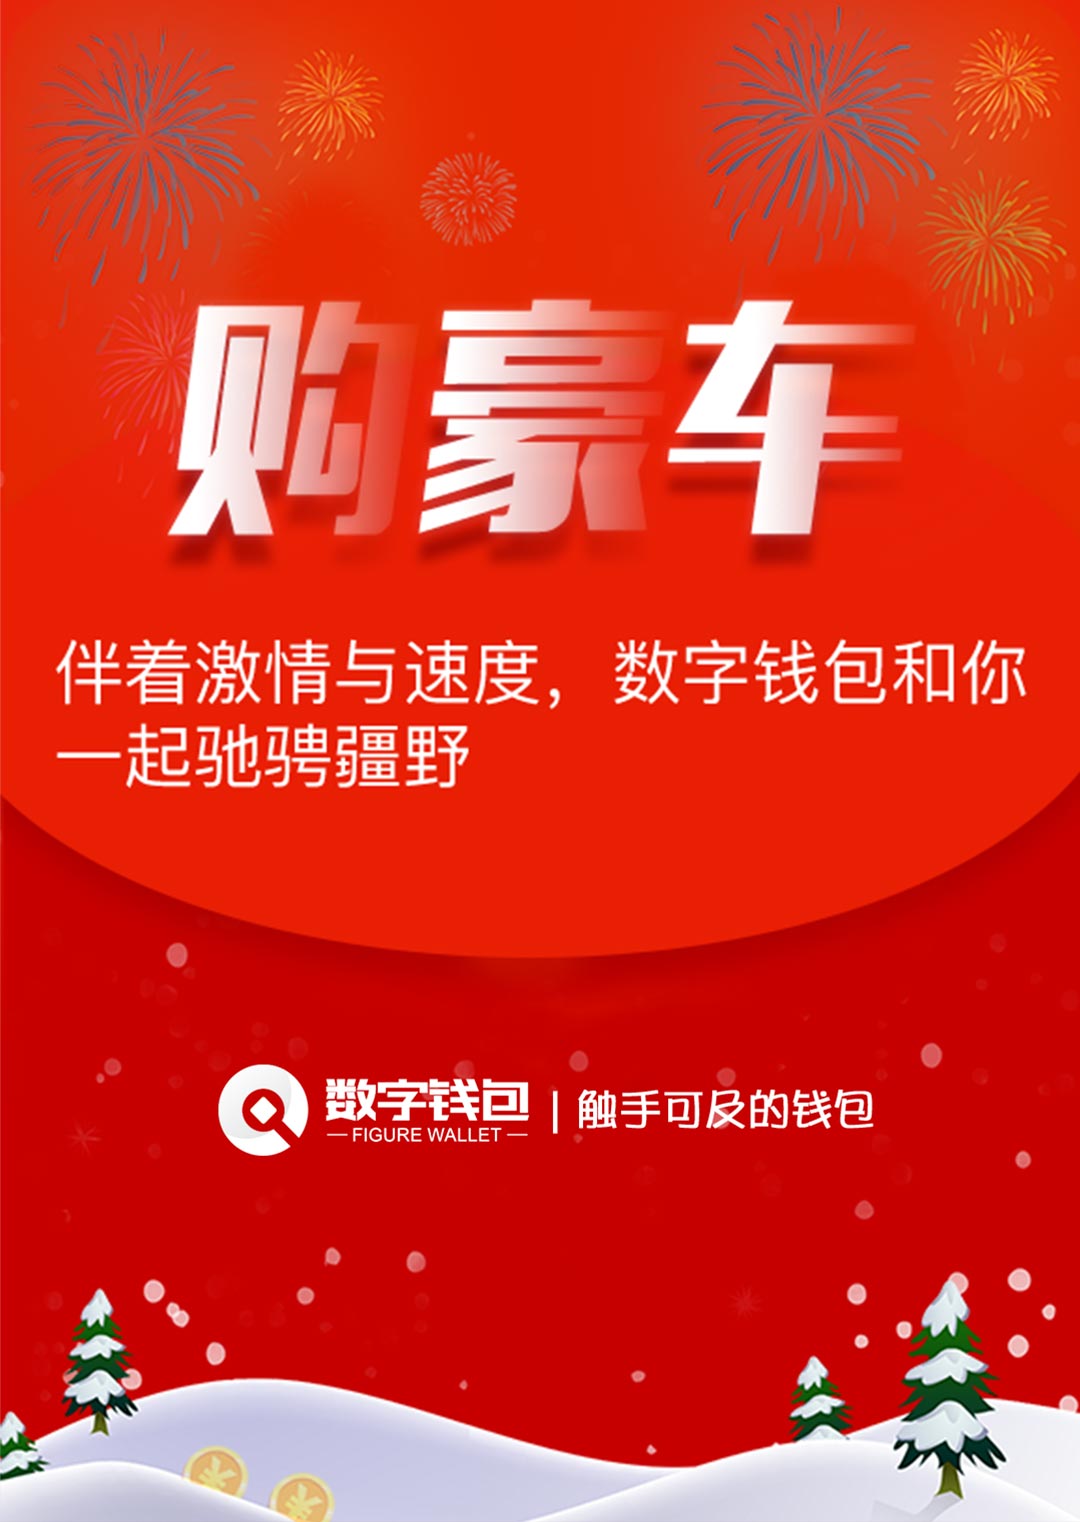 购豪车
伴着激情与速度，数字钱包和你
一起驰骋疆野
数字钱包 | 触手可及的钱包
— FIGURE WALLET —
¥ ¥